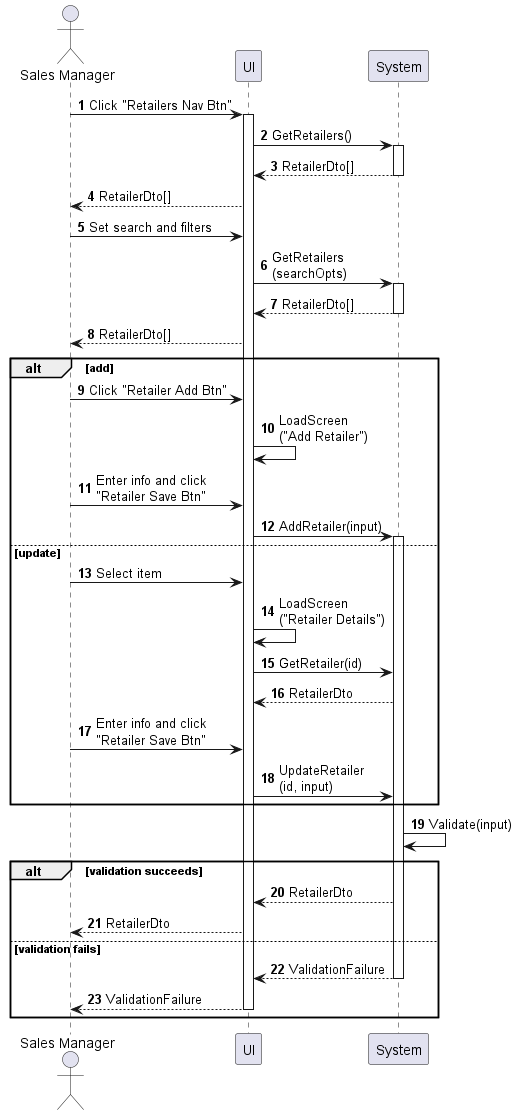 Sales Manager
UI
System
1 Click "Retailers Nav Btn"
2 GetRetailers()
3 RetailerDto[]
4 RetailerDto[]
5 Set search and filters
6 GetRetailers
(searchOpts)
7 RetailerDto[]
8 RetailerDto[]
alt [add]
9 Click "Retailer Add Btn"
10 LoadScreen
("Add Retailer")
11 Enter info and click
"Retailer Save Btn"
12 AddRetailer(input)
[update]
13 Select item
14 LoadScreen
("Retailer Details")
15 GetRetailer(id)
16 RetailerDto
17 Enter info and click
"Retailer Save Btn"
18 UpdateRetailer
(id, input)
19 Validate(input)
alt [validation succeeds]
20 RetailerDto
21 RetailerDto
[validation fails]
22 ValidationFailure
23 ValidationFailure
Sales Manager
UI
System